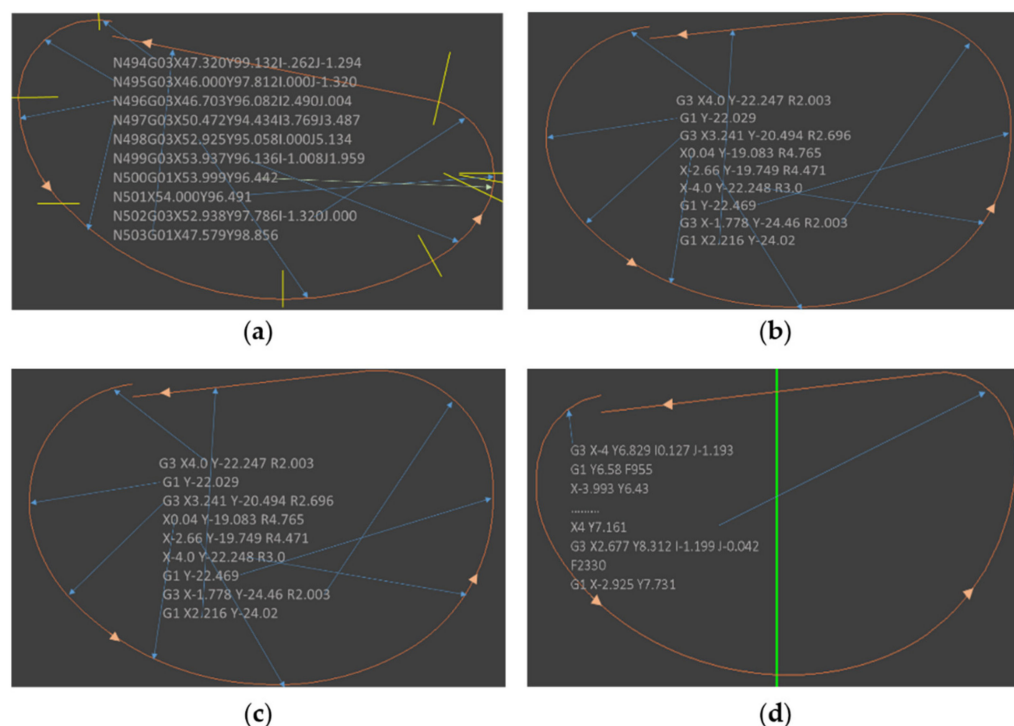 N494G03X47.320Y99.132I-.262J-1.294
N495G03X46.000Y97.812I.000J-1.320
N496G03X46.703Y96.082I2.490J.004
N497G03X50.472Y94.434I3.769J3.487
N498G03X52.925Y95.058I.000J5.134
N499G03X53.937Y96.136I-1.008J1.959
N500G01X53.999Y96.442
N501X54.000Y96.491
N502G03X52.938Y97.786I-1.320J.000
N503G01X47.579Y98.856
(a)
G3 X4.0 Y-22.247 R2.003
G1 Y-22.029
G3 X3.241 Y-20.494 R2.696
X0.04 Y-19.083 R4.765
X-2.66 Y-19.749 R4.471
X-4.0 Y-22.248 R3.0
G1 Y-22.469
G3 X-1.778 Y-24.46 R2.003
G1 X2.216 Y-24.02
(b)
G3 X4.0 Y-22.247 R2.003
G1 Y-22.029
G3 X3.241 Y-20.494 R2.696
X0.04 Y-19.083 R4.765
X-2.66 Y-19.749 R4.471
X-4.0 Y-22.248 R3.0
G1 Y-22.469
G3 X-1.778 Y-24.46 R2.003
G1 X2.216 Y-24.02
(c)
G3 X-4 Y6.829 I0.127 J-1.193
G1 Y6.58 F955
X-3.993 Y6.43
.........
X4 Y7.161
G3 X2.677 Y8.312 I-1.199 J-0.042
F2330
G1 X-2.925 Y7.731
(d)